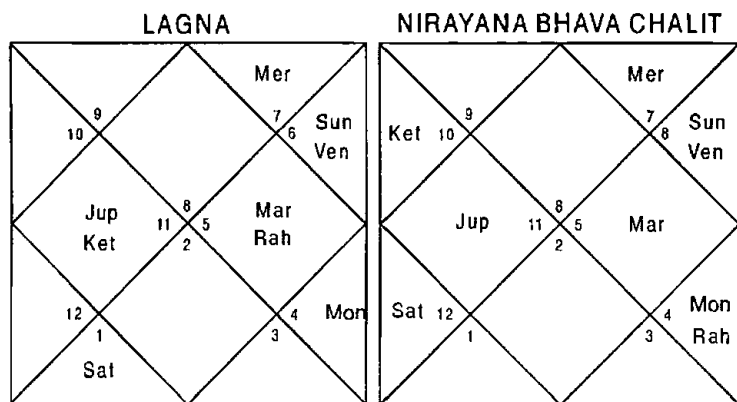 LAGNA
NIRAYANA BHAVA CHALIT
Mer
7
6
Sun
Ven
9
10
Jup
Ket
8
11 5
2
Mar
Rah
12
1
Sat
4
3
Mon
Mer
7
8
Sun
Ven
9
Ket 10
Jup
8
11 5
2
Mar
Sat 12
1
4
3
Mon
Rah